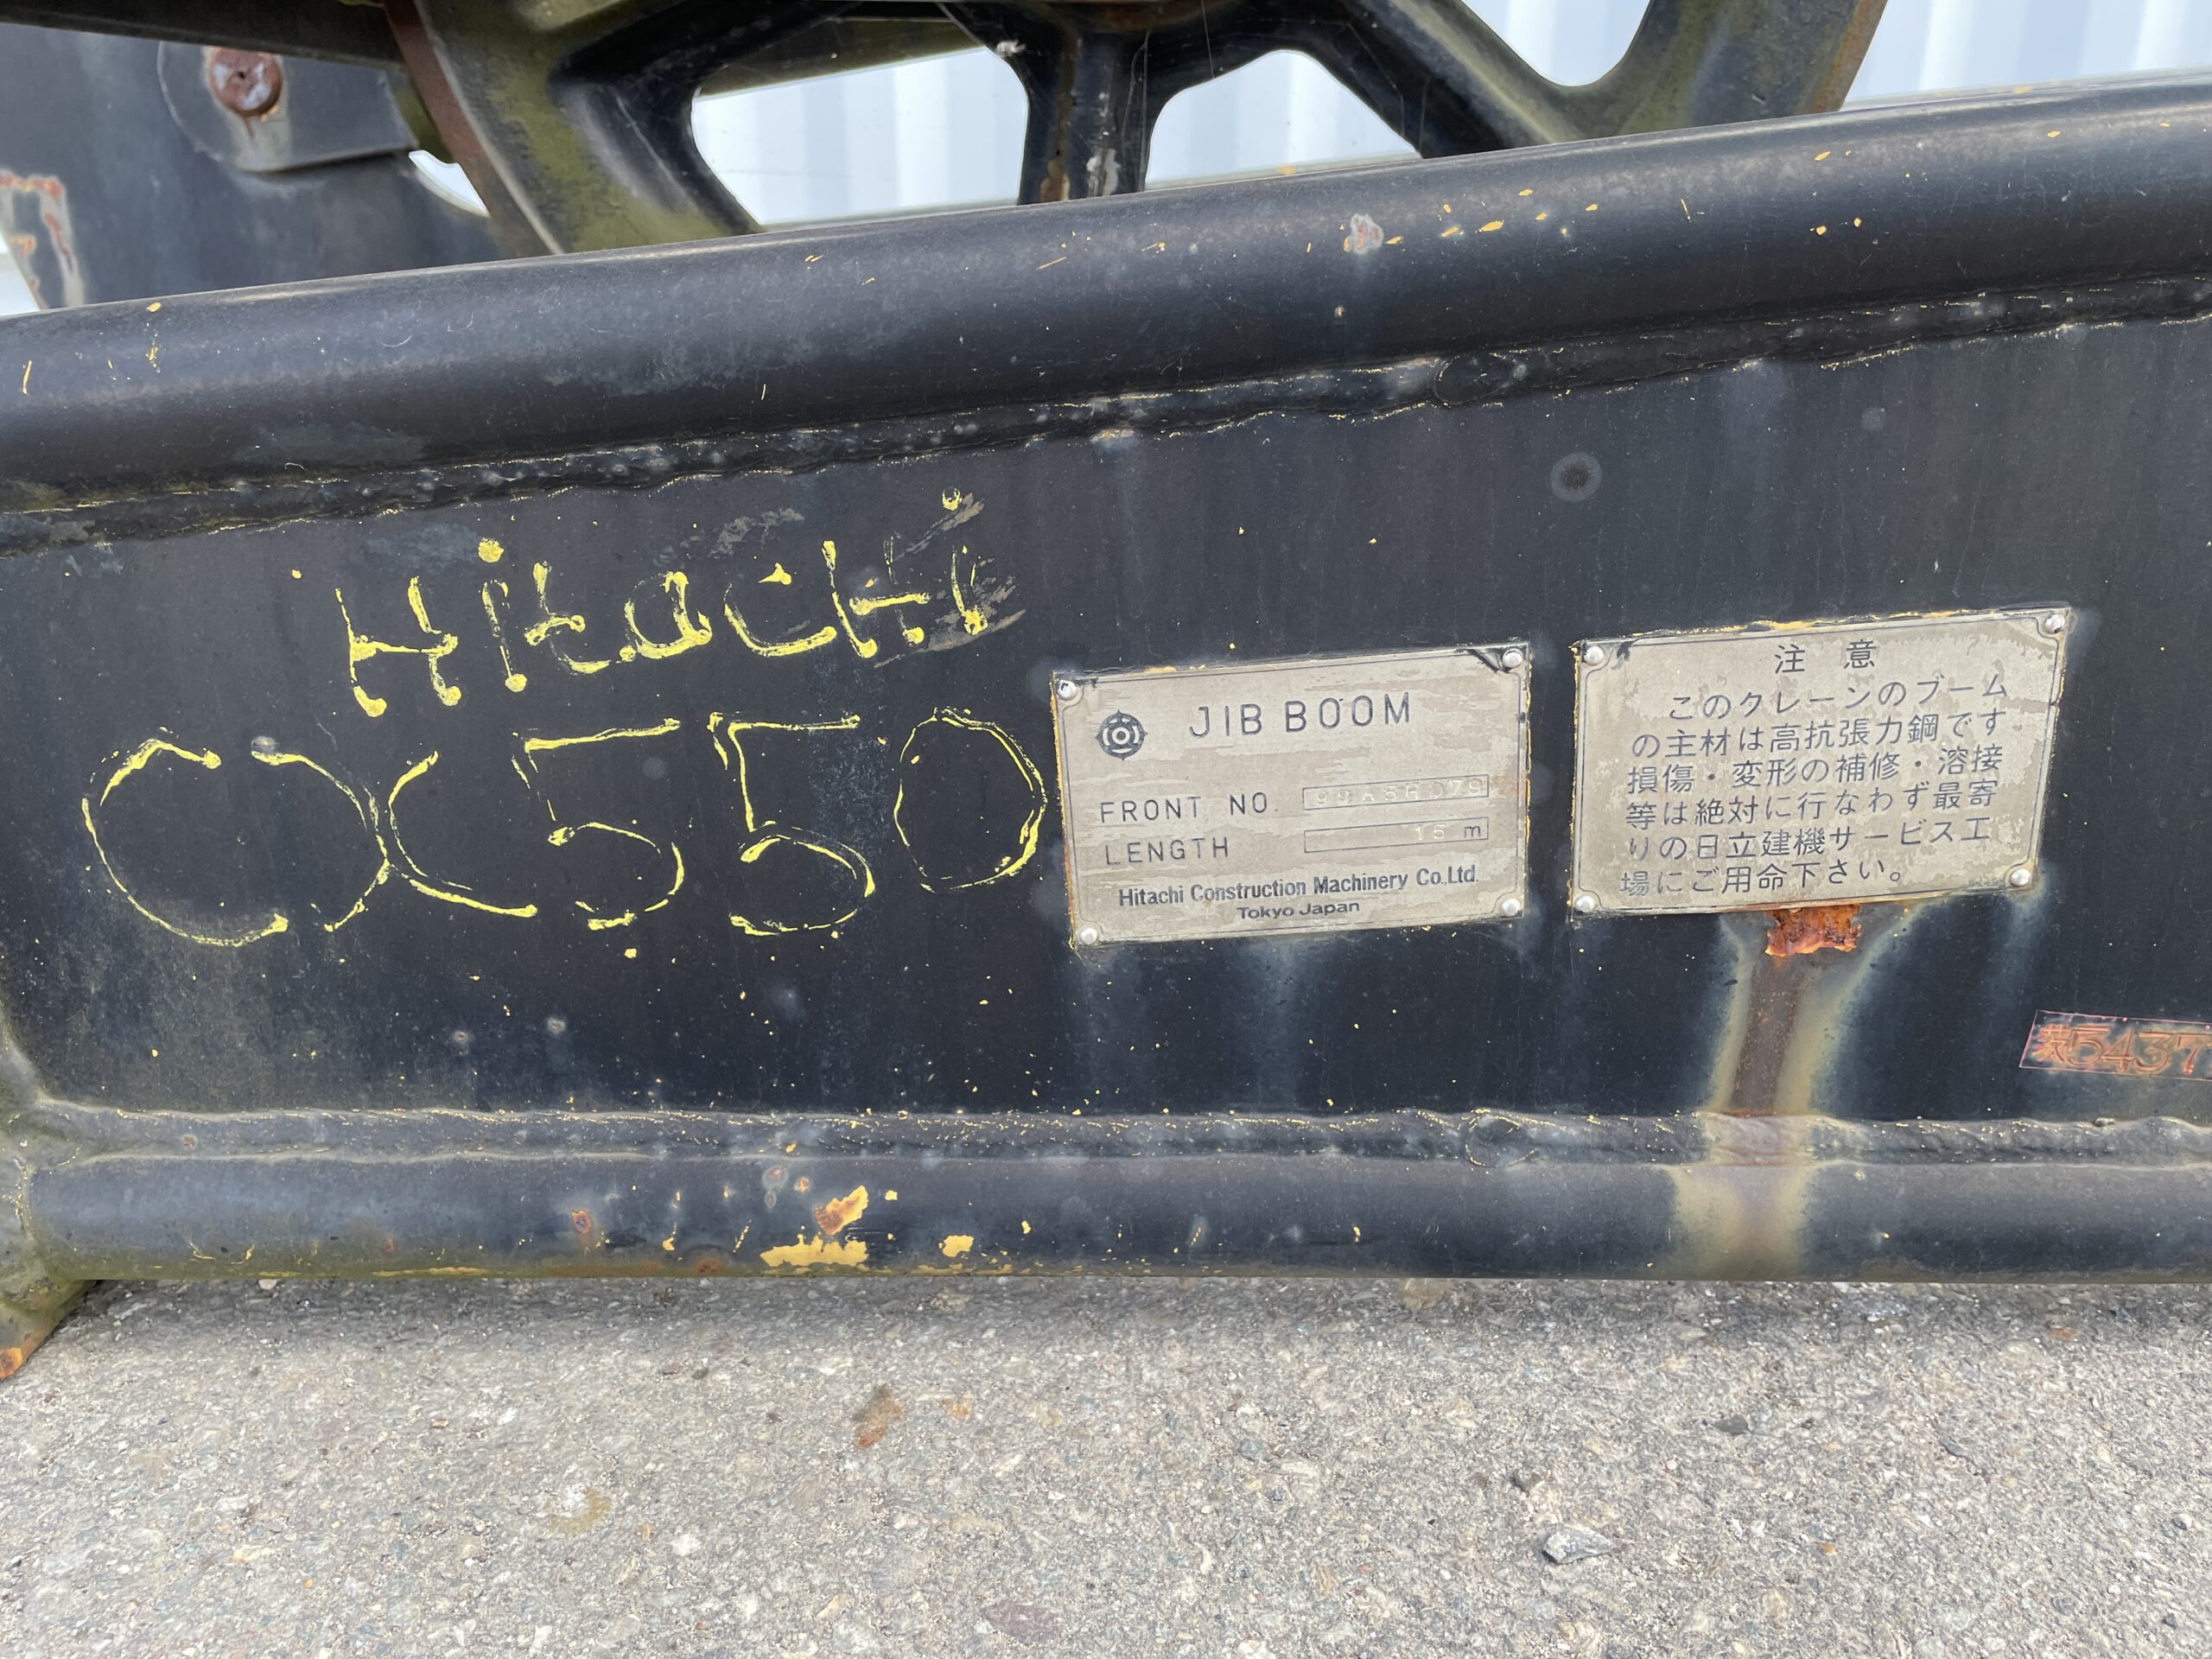 Hitachi
CX550
JIB BOOM
FRONT NO.
LENGTH 15 m
Hitachi Construction Machinery Co.Ltd.
Tokyo Japan
注 意
このクレーンのブーム
の主材は高抗張力鋼です
損傷・変形の補修・溶接
等は絶対に行なわず最寄
りの日立建機サービス工
場にご用命下さい。
5437